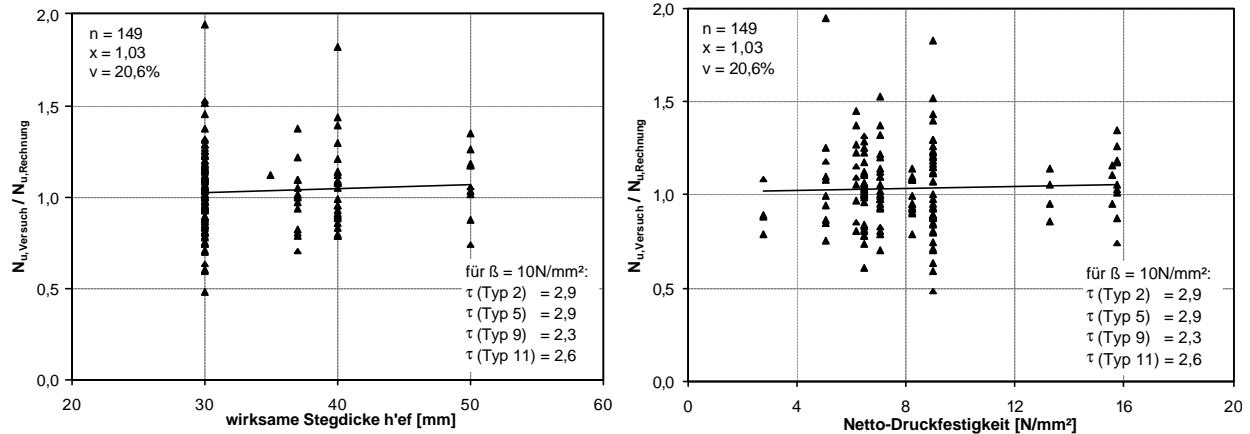 N_u,Versuch / N_u,Rechnung
2,0
1,5
1,0
0,5
0,0
n = 149
x = 1,03
v = 20,6%
für ß = 10N/mm²:
τ (Typ 2) = 2,9
τ (Typ 5) = 2,9
τ (Typ 9) = 2,3
τ (Typ 11) = 2,6
20 30 40 50 60
wirksame Stegdicke h'ef [mm]
N_u,Versuch / N_u,Rechnung
2,0
1,5
1,0
0,5
0,0
n = 149
x = 1,03
v = 20,6%
für ß = 10N/mm²:
τ (Typ 2) = 2,9
τ (Typ 5) = 2,9
τ (Typ 9) = 2,3
τ (Typ 11) = 2,6
0 4 8 12 16 20
Netto-Druckfestigkeit [N/mm²]